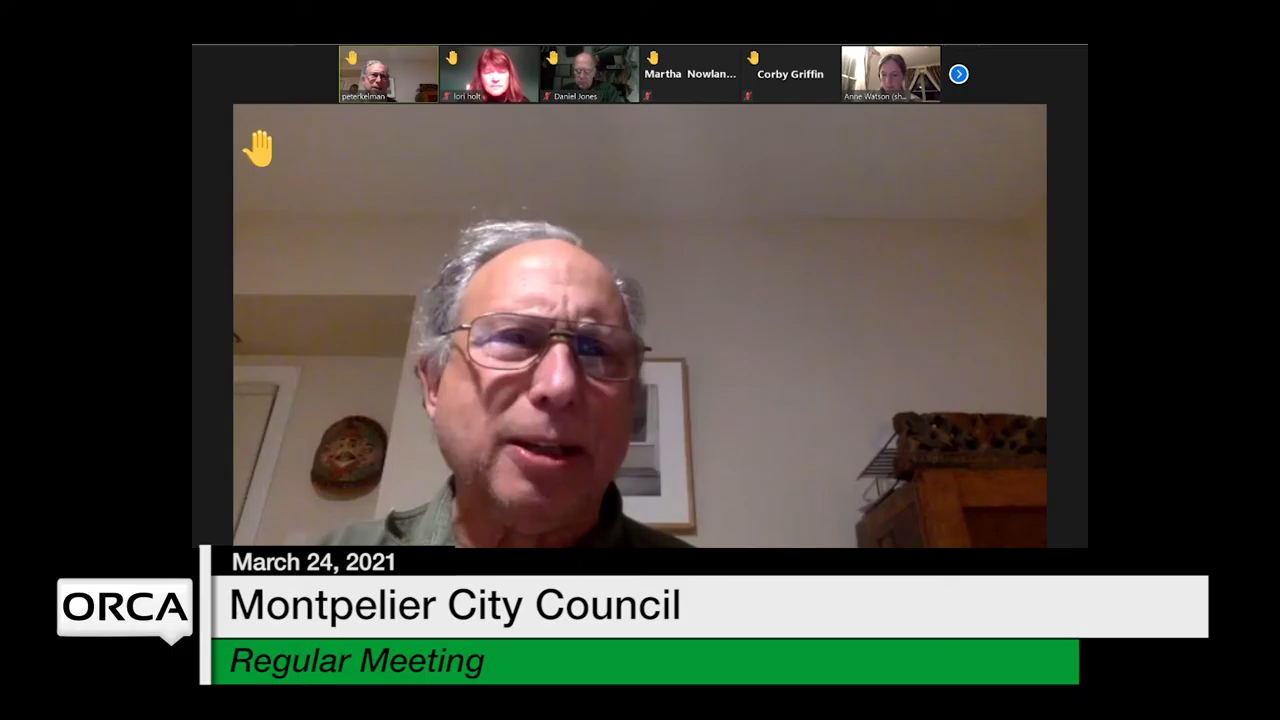 peterkelman
lori holt
Daniel Jones
Martha Nowlan...
Corby Griffin
Anne Watson (sh...
March 24, 2021
ORCA
Montpelier City Council
Regular Meeting